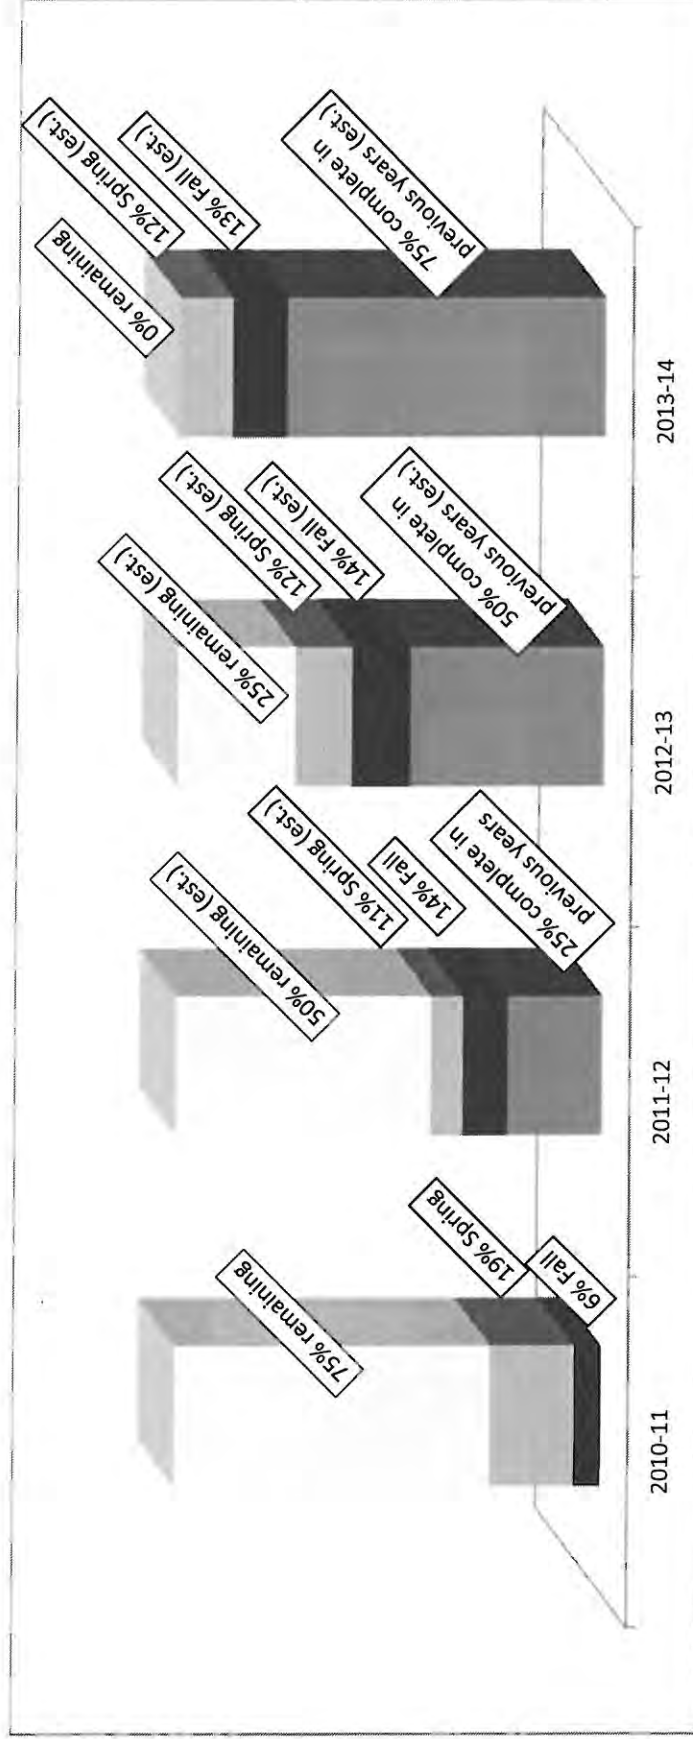 75% remaining
19% Spring
6% Fall
2010-11
50% remaining (est.)
11% Spring (est.)
14% Fall
25% complete in
previous years
2011-12
25% remaining (est.)
12% Spring (est.)
14% Fall (est.)
50% complete in
previous years (est.)
2012-13
0% remaining
12% Spring (est.)
13% Fall (est.)
75% complete in
previous years (est.)
2013-14